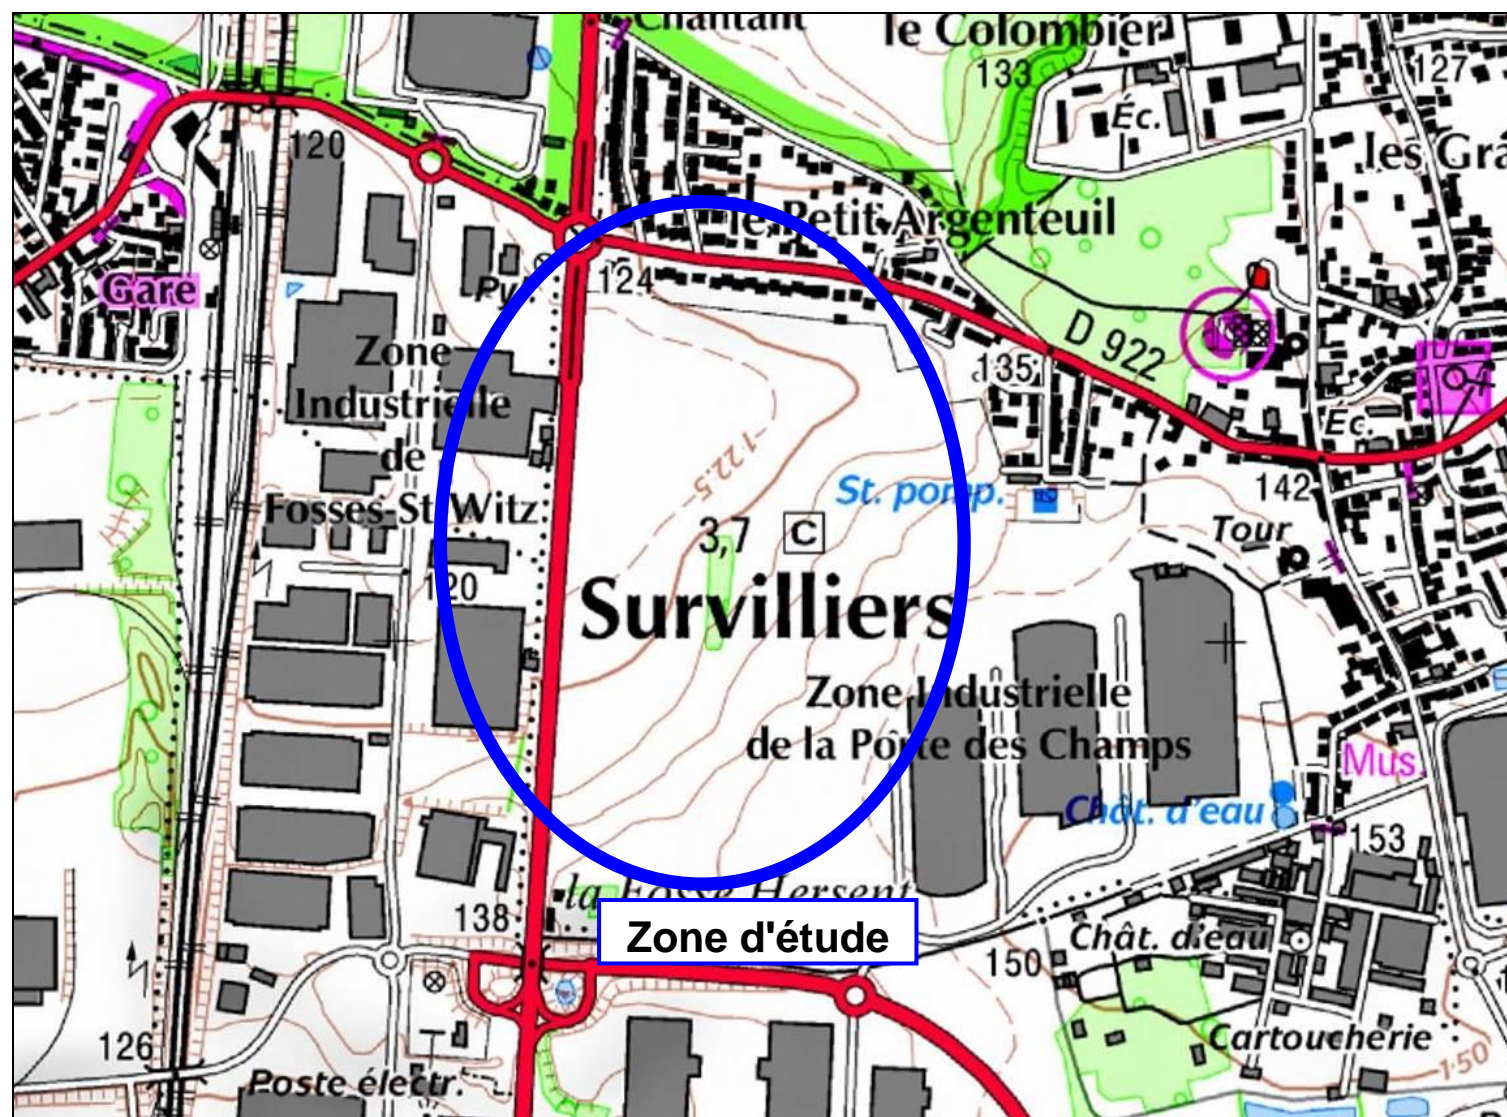 Chantant
le Colombier
133
127
Éc.
120
les Gra
le Petit Argenteuil
Gare
Pyl.
124
D 922
Zone
Industrielle
de
Fosses-St Witz
135
Éc.
122.5
St. pomp.
142
3,7
C
Tour
120
Survilliers
Zone Industrielle
de la Porte des Champs
Mus.
Chât. d'eau
153
la Fosse Hersent
138
Zone d'étude
Chât. d'eau
150
126
Cartoucherie
150
Poste électr.